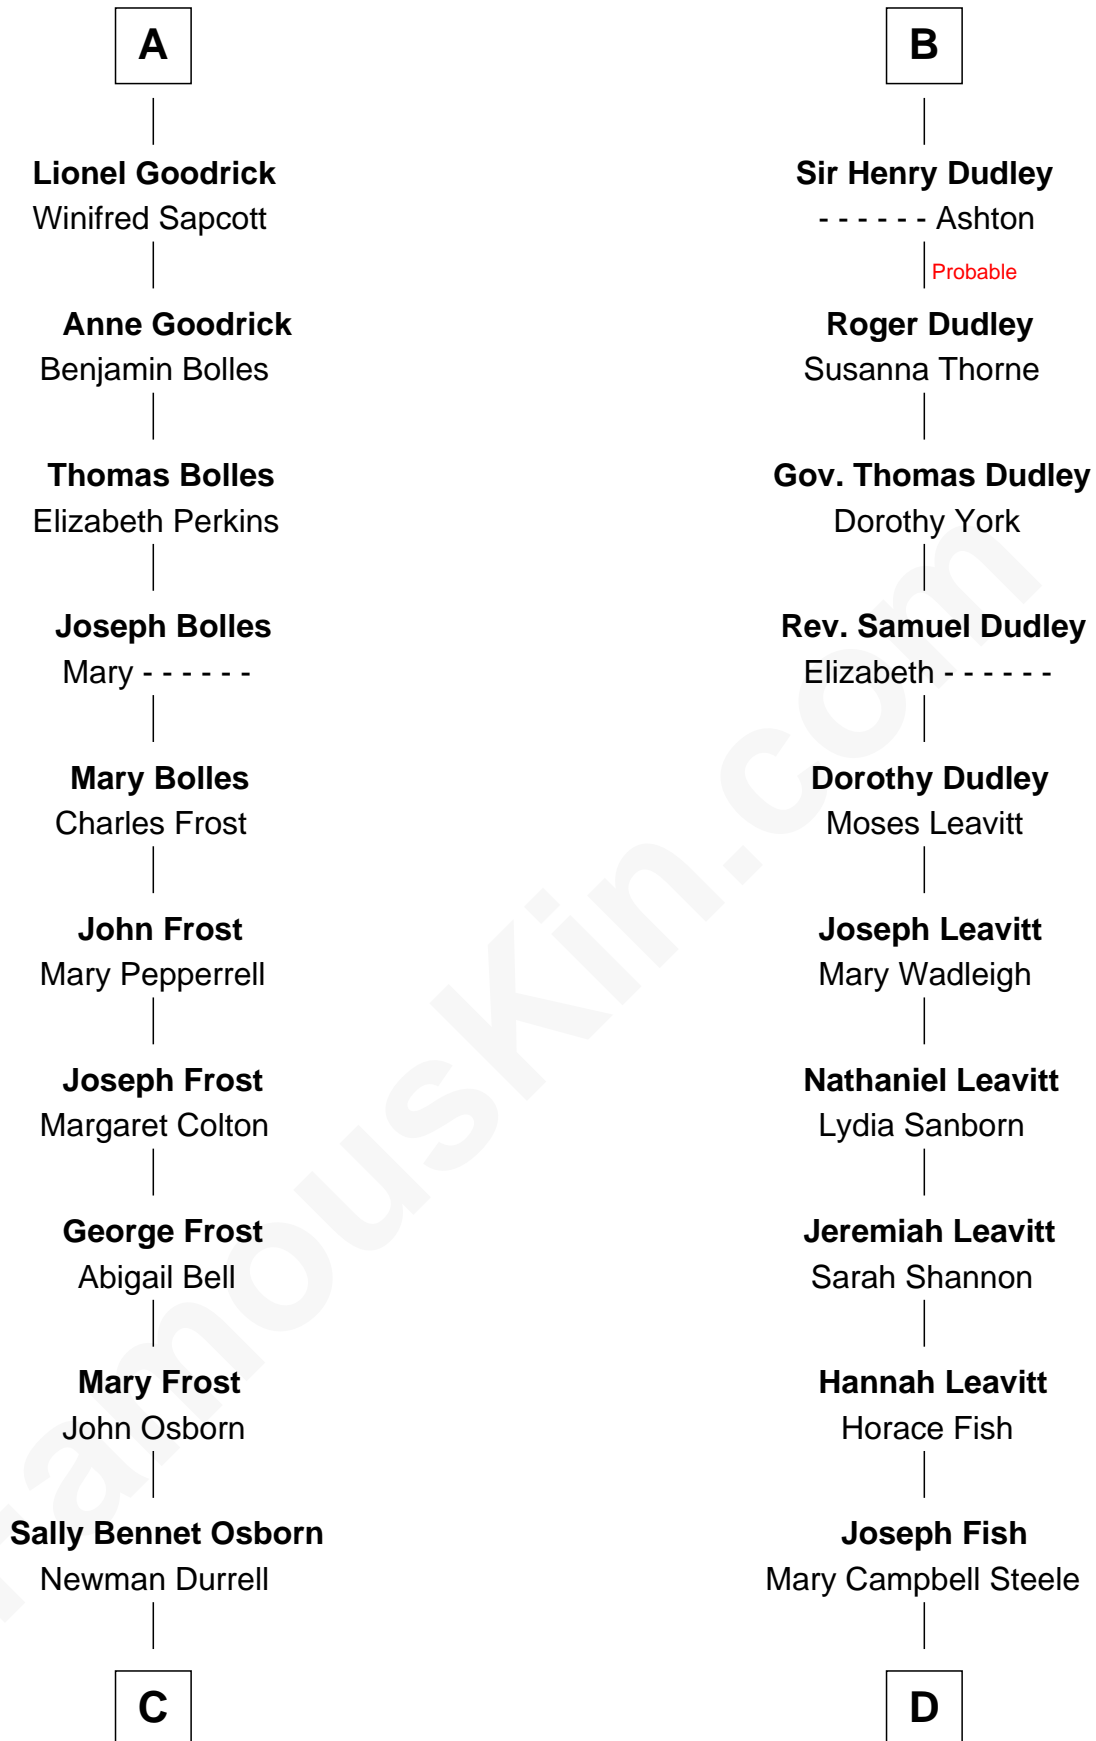 A
Lionel Goodrick
Winifred Sapcott
Anne Goodrick
Benjamin Bolles
Thomas Bolles
Elizabeth Perkins
Joseph Bolles
Mary - - - - - -
Mary Bolles
Charles Frost
John Frost
Mary Pepperrell
Joseph Frost
Margaret Colton
George Frost
Abigail Bell
Mary Frost
John Osborn
Sally Bennet Osborn
Newman Durrell
C
B
Sir Henry Dudley
- - - - - - Ashton
Probable
Roger Dudley
Susanna Thorne
Gov. Thomas Dudley
Dorothy York
Rev. Samuel Dudley
Elizabeth - - - - - -
Dorothy Dudley
Moses Leavitt
Joseph Leavitt
Mary Wadleigh
Nathaniel Leavitt
Lydia Sanborn
Jeremiah Leavitt
Sarah Shannon
Hannah Leavitt
Horace Fish
Joseph Fish
Mary Campbell Steele
D
FamousKin.com